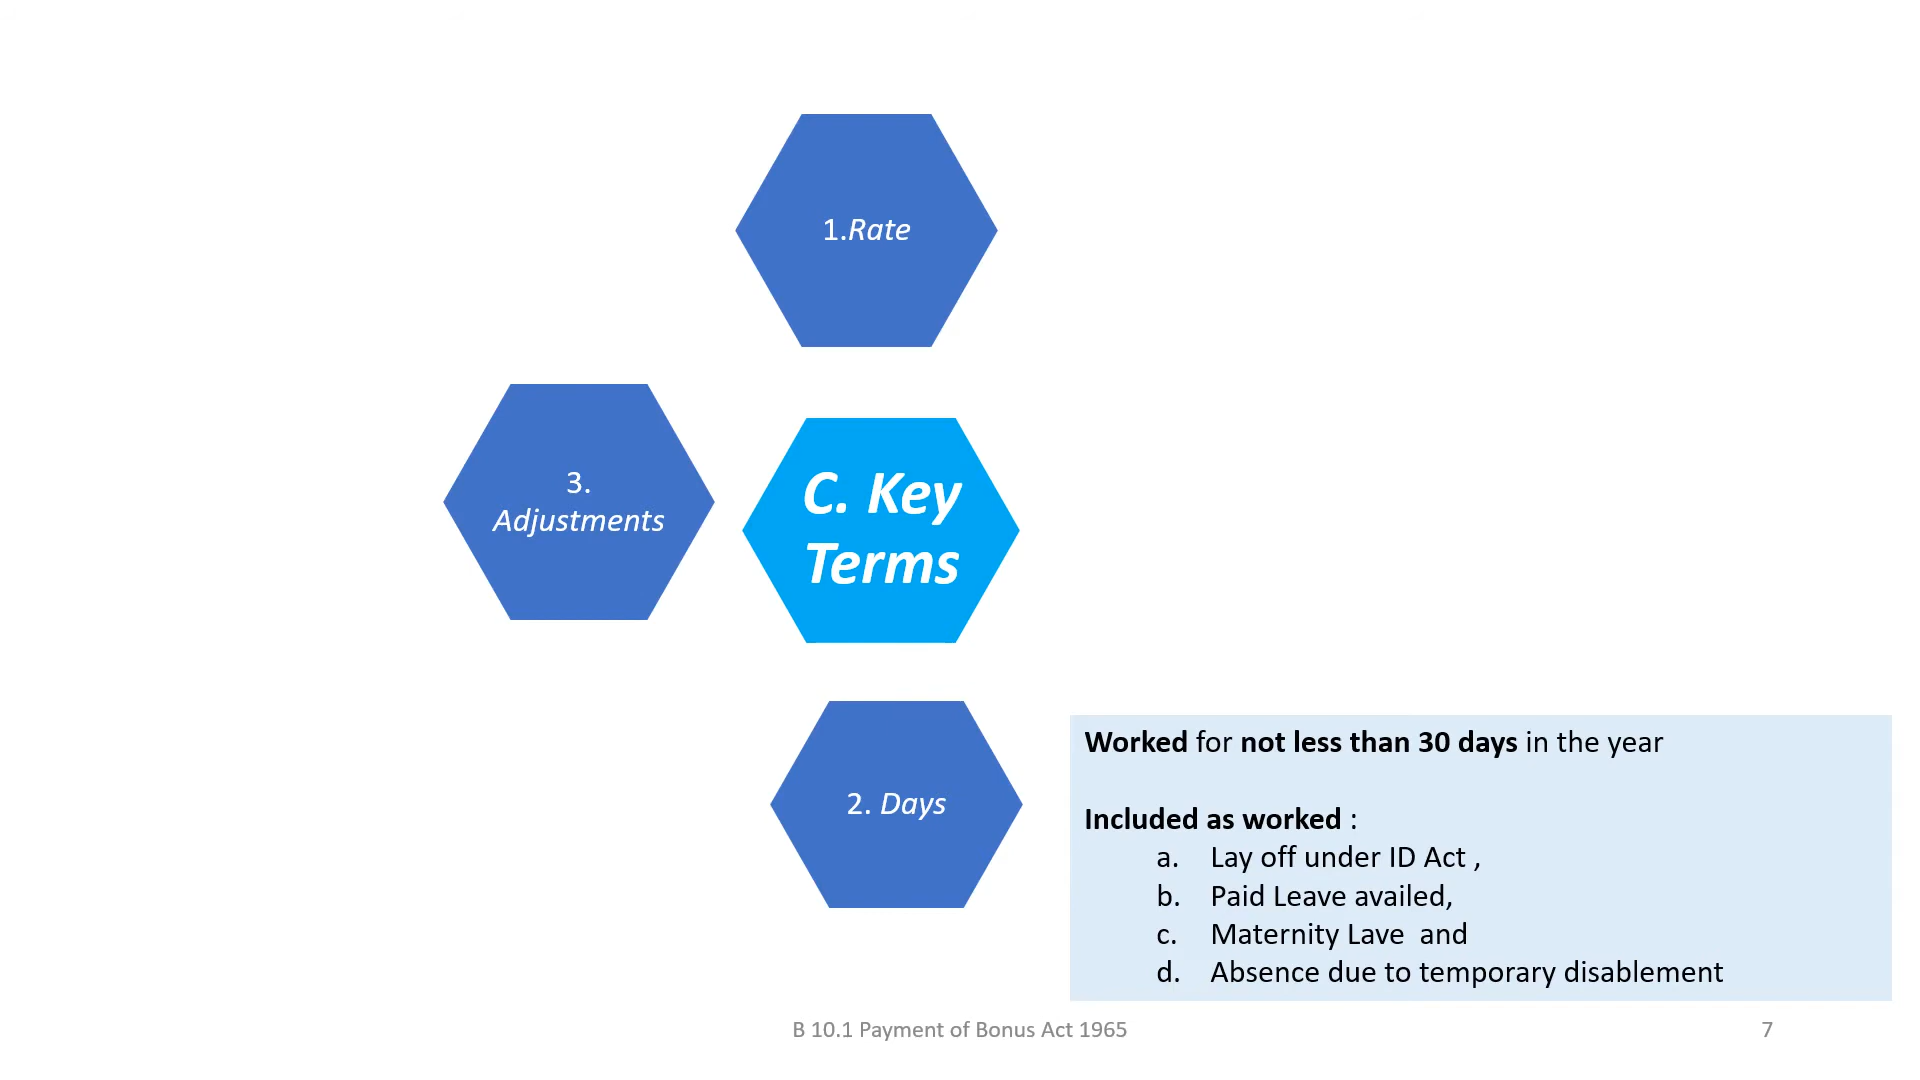 1.Rate
3.
Adjustments
C. Key
Terms
2. Days
Worked for not less than 30 days in the year
Included as worked :
a. Lay off under ID Act ,
b. Paid Leave availed,
c. Maternity Lave and
d. Absence due to temporary disablement
B 10.1 Payment of Bonus Act 1965
7